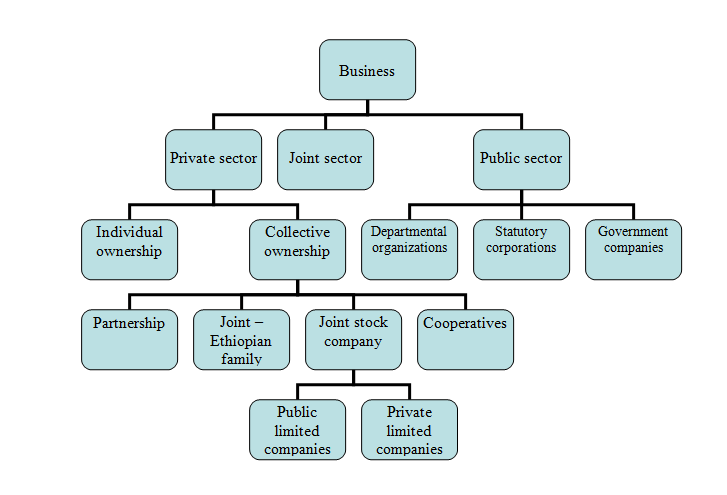 Business
Private sector
Joint sector
Public sector
Individual
ownership
Collective
ownership
Departmental
organizations
Statutory
corporations
Government
companies
Partnership
Joint –
Ethiopian
family
Joint stock
company
Cooperatives
Public
limited
companies
Private
limited
companies